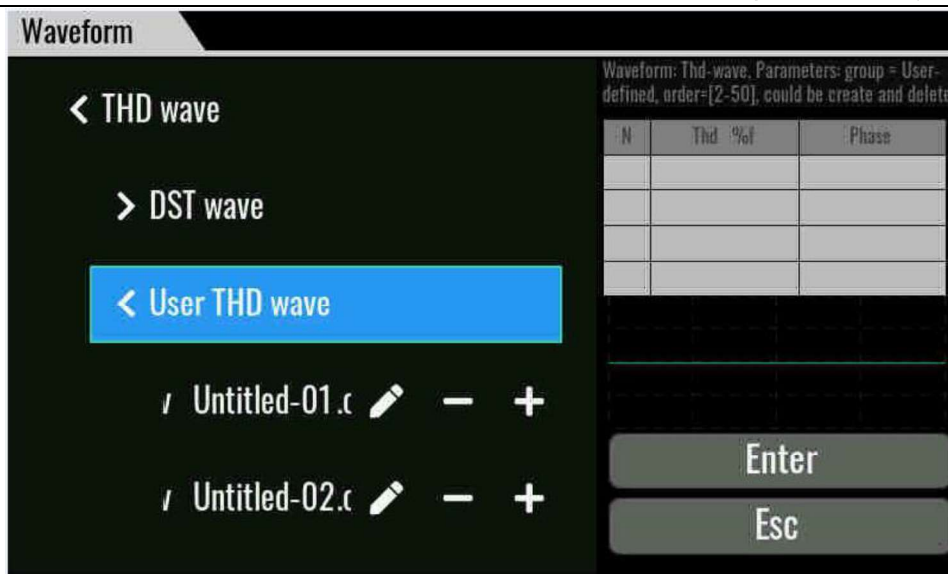 Waveform
THD wave
DST wave
User THD wave
Untitled-01.c
Untitled-02.c
Waveform: Thd-wave, Parameters: group = User-
defined, order=[2-50], could be create and delete
N Thd %f Phase
Enter
Esc